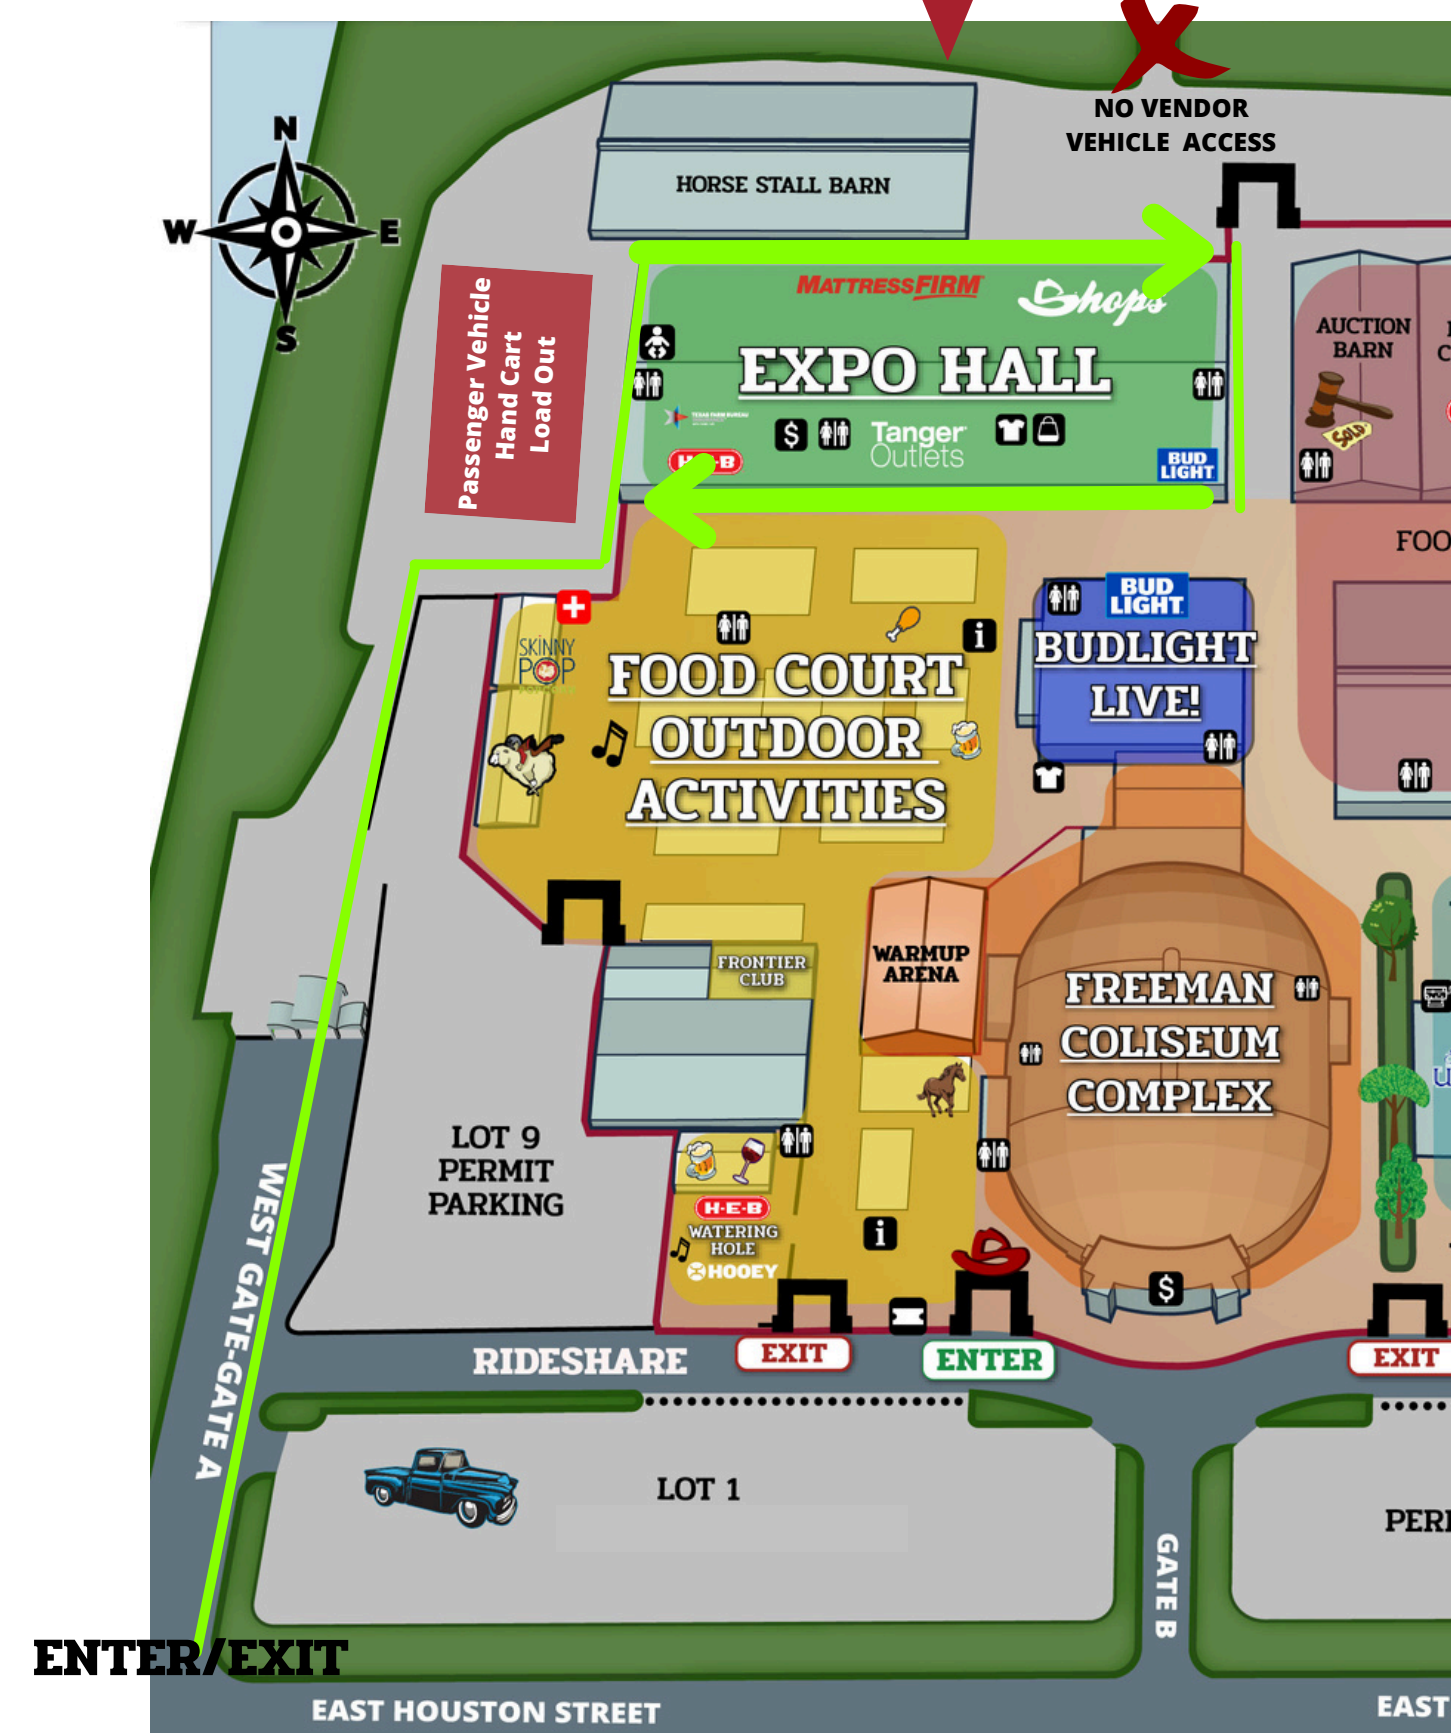 NO VENDOR
VEHICLE ACCESS
N
W
E
S
HORSE STALL BARN
Passenger Vehicle
Hand Cart
Load Out
MATTRESSFIRM
Shops
EXPO HALL
TEXAS FARM BUREAU
$
Tanger
Outlets
H-E-B
BUD
LIGHT
AUCTION
BARN
SOLD
FOO
SKINNY
POP
i
BUD
LIGHT
BUDLIGHT
LIVE!
FOOD COURT
OUTDOOR
ACTIVITIES
FRONTIER
CLUB
WARMUP
ARENA
FREEMAN
COLISEUM
COMPLEX
LOT 9
PERMIT
PARKING
H-E-B
WATERING
HOLE
HOOEY
i
$
WEST GATE-GATE A
RIDESHARE
EXIT
ENTER
EXIT
LOT 1
PER
GATE B
ENTER/EXIT
EAST HOUSTON STREET
EAST